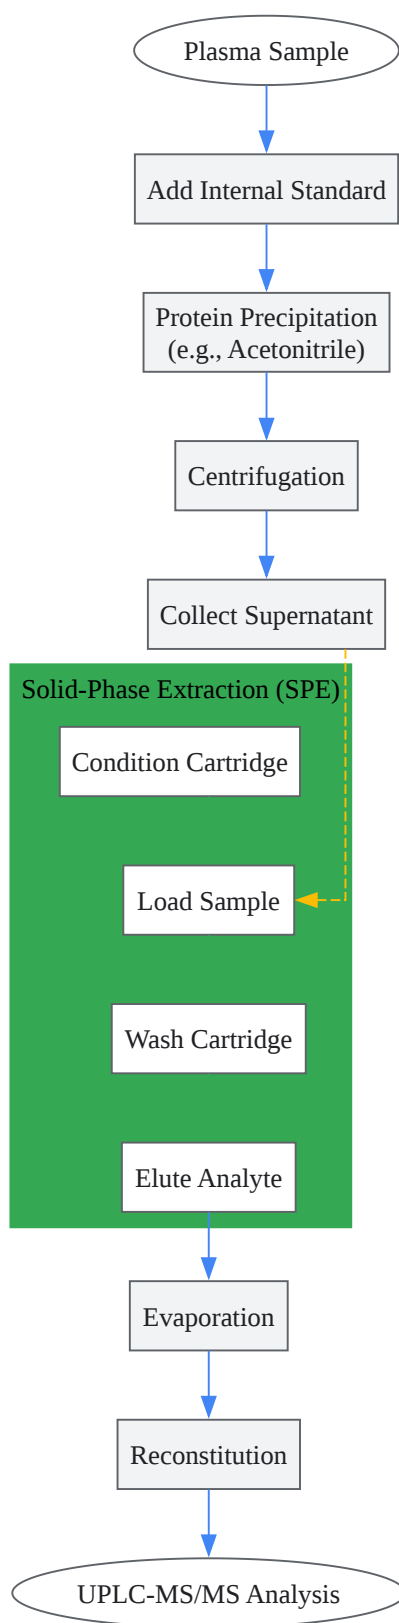 Plasma Sample
Add Internal Standard
Protein Precipitation
(e.g., Acetonitrile)
Centrifugation
Collect Supernatant
Solid-Phase Extraction (SPE)
Condition Cartridge
Load Sample
Wash Cartridge
Elute Analyte
Evaporation
Reconstitution
UPLC-MS/MS Analysis